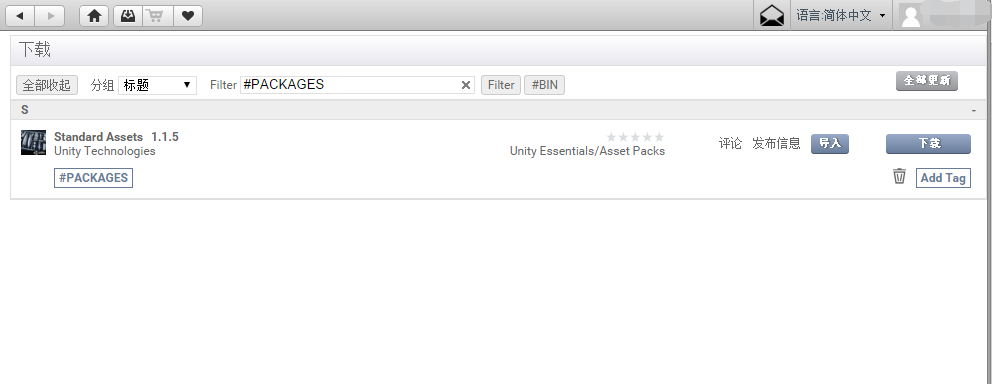 语言:简体中文
下载
全部收起 分组 标题 Filter #PACKAGES Filter #BIN 全部更新
S -
Standard Assets 1.1.5
Unity Technologies Unity Essentials/Asset Packs 评论 发布信息 导入 下载
#PACKAGES Add Tag